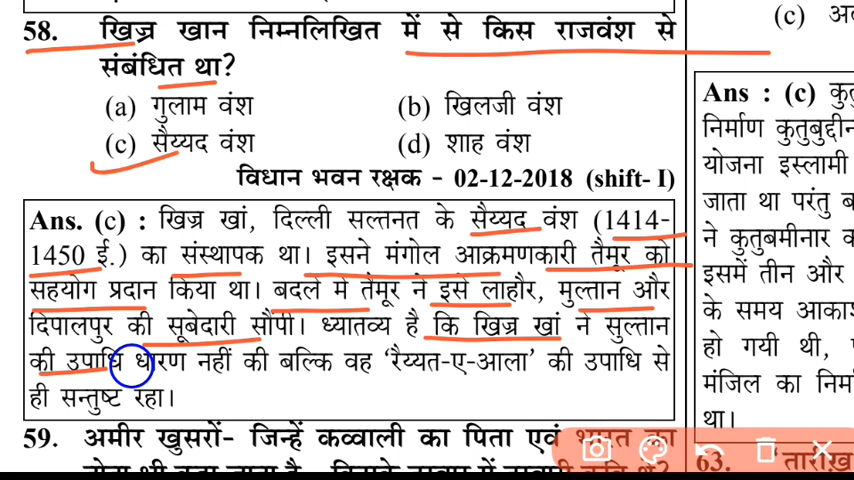 58. खिज्र खान निम्नलिखित में से किस राजवंश से
संबंधित था?
(a) गुलाम वंश (b) खिलजी वंश
(c) सैय्यद वंश (d) शाह वंश
विधान भवन रक्षक - 02-12-2018 (shift- I)
Ans. (c) : खिज्र खां, दिल्ली सल्तनत के सैय्यद वंश (1414-
1450 ई.) का संस्थापक था। इसने मंगोल आक्रमणकारी तैमूर को
सहयोग प्रदान किया था। बदले में तैमूर ने इसे लाहौर, मुल्तान और
दिपालपुर की सूबेदारी सौंपी। ध्यातव्य है कि खिज्र खां ने सुल्तान
की उपाधि धारण नहीं की बल्कि वह ‘रैय्यत-ए-आला’ की उपाधि से
ही सन्तुष्ट रहा।
59. अमीर खुसरों- जिन्हें कव्वाली का पिता एवं भारत का
(c)
Ans : (c)
निर्माण कुतुबुद्दीन
योजना इस्लामी
जाता था परंतु
ने कुतुबमीनार
इसमें तीन और
के समय
हो गयी थी,
मंजिल का
था।
63.